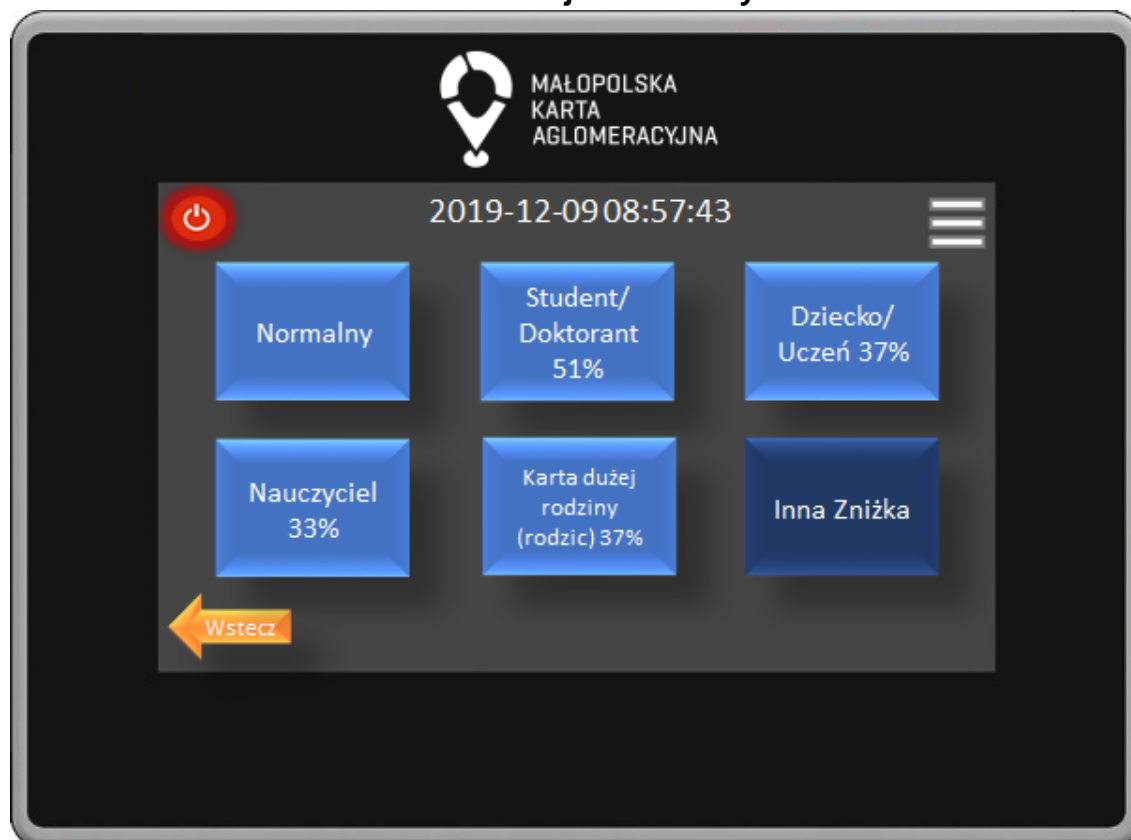 MAŁOPOLSKA
KARTA
AGLOMERACYJNA
2019-12-09 08:57:43
Normalny
Student/
Doktorant
51%
Dziecko/
Uczeń 37%
Nauczyciel
33%
Karta dużej
rodziny
(rodzic) 37%
Inna Zniżka
Wstecz